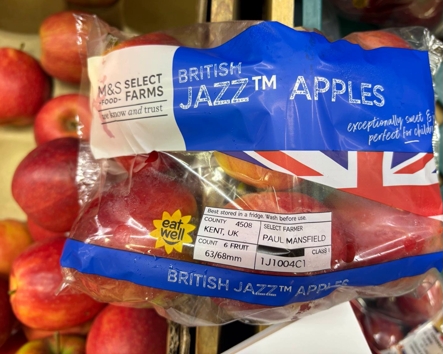 M&S SELECT
-FOOD- FARMS
you know and trust
BRITISH
JAZZ™ APPLES
exceptionally sweet &
perfect for children
eat
well
Best stored in a fridge. Wash before use.
COUNTY 4508
KENT, UK
SELECT FARMER
PAUL MANSFIELD
COUNT 6 FRUIT
63/68mm
CLASS 1
1J1004C1
BRITISH JAZZ™ APPLES